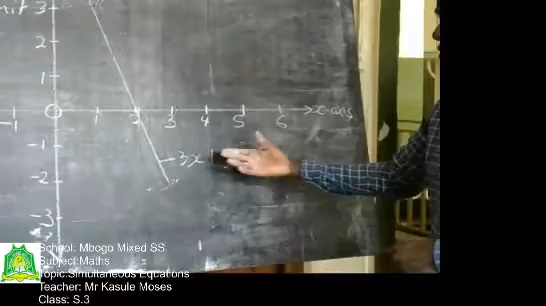 3
2
1
-1 0 1 2 3 4 5 6 x-axis
-1
3x
-2
-3
School: Mbogo Mixed SS
Subject:Maths
Topic:Simultaneous Equations
Teacher: Mr Kasule Moses
Class: S.3